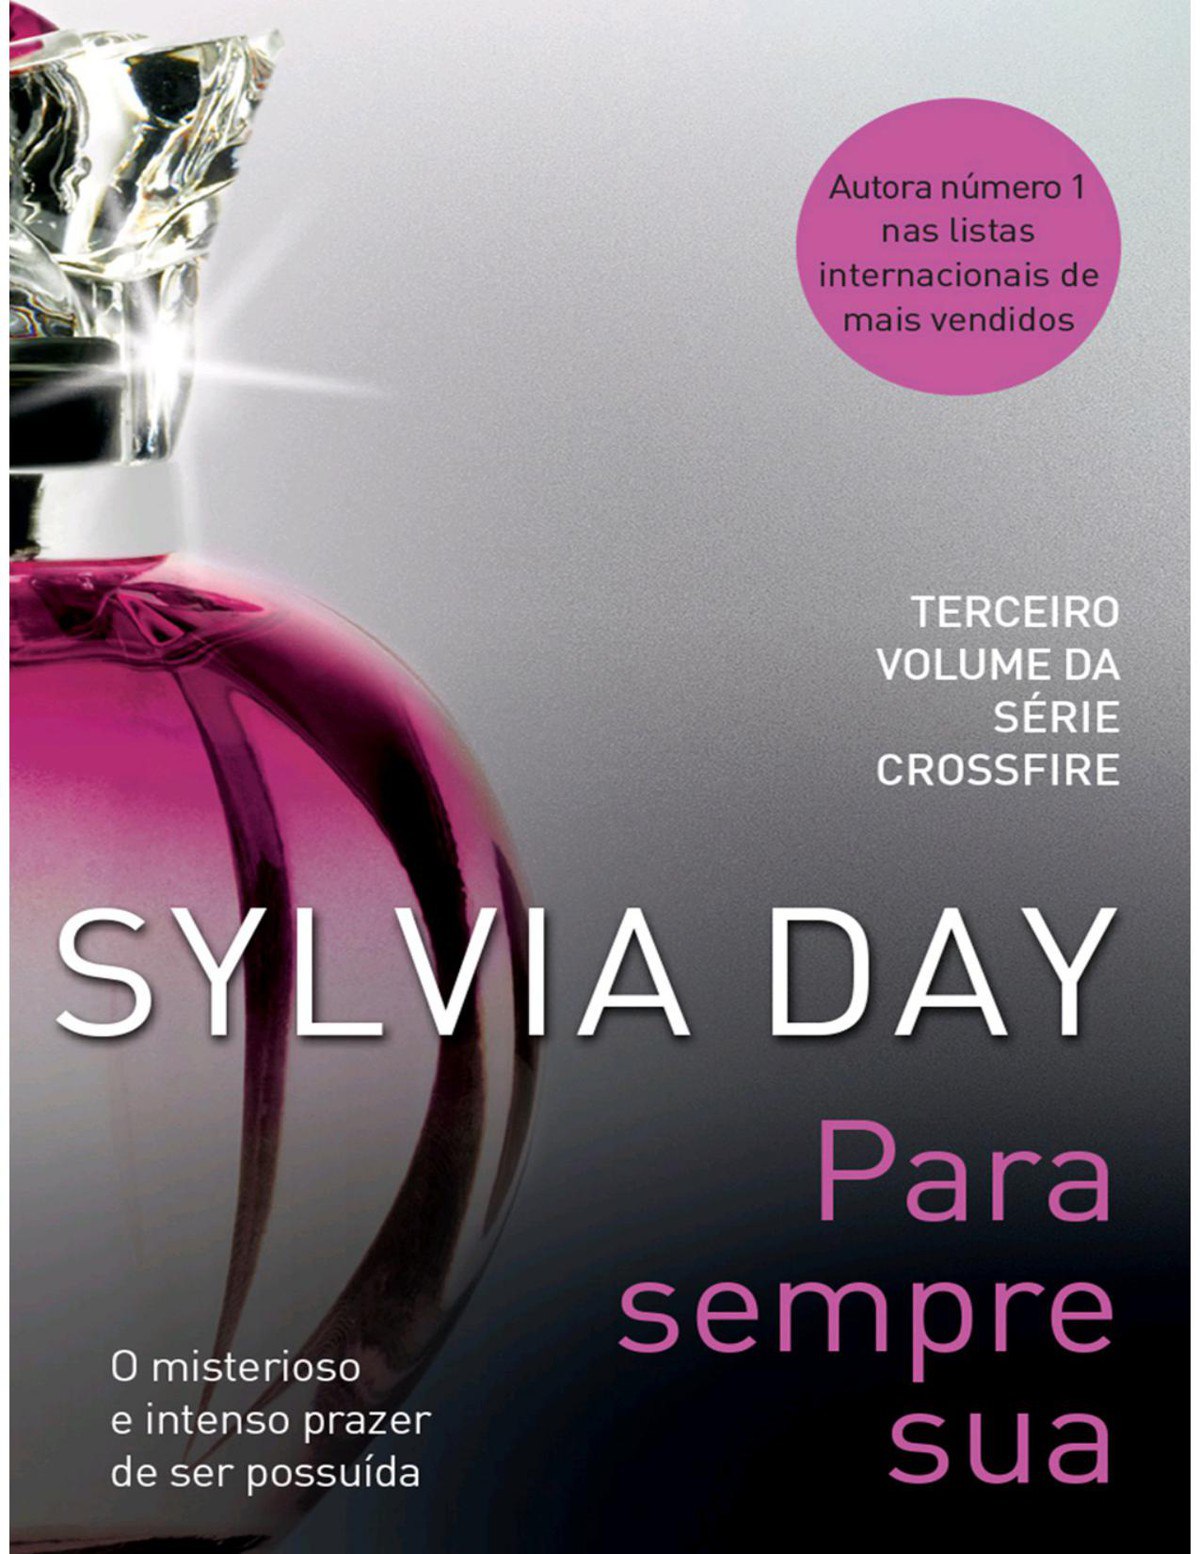 Autora número 1
nas listas
internacionais de
mais vendidos
TERCEIRO
VOLUME DA
SÉRIE
CROSSFIRE
SYLVIA DAY
Para
sempre
sua
O misterioso
e intenso prazer
de ser possuída